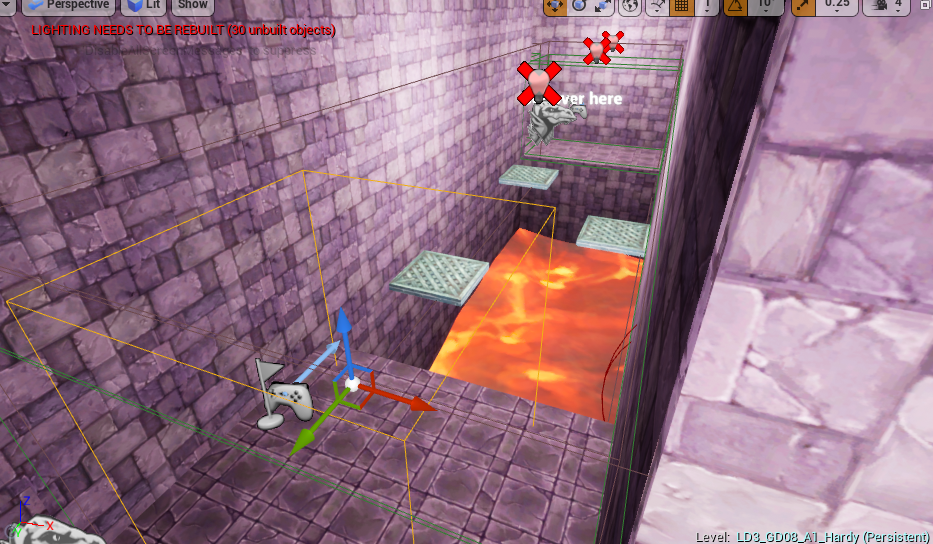 Perspective Lit Show 10° 0.25 4
LIGHTING NEEDS TO BE REBUILT (30 unbuilt objects)
ver here
Z
X
Y
Level: LD3_GD08_A1_Hardy (Persistent)